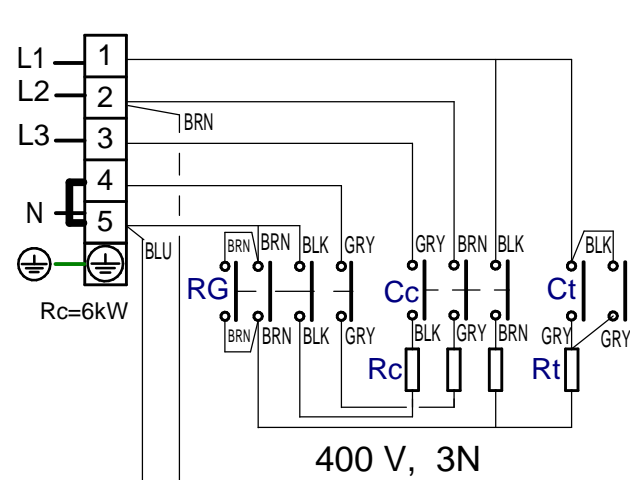 L1 1
L2 2
BRN
L3 3
4
N 5
BLU
Rc=6kW
BRN BRN BLK GRY GRY BRN BLK BLK
RG Cc Ct
BRN BRN BLK GRY BLK GRY BRN GRY GRY
Rc Rt
400 V, 3N